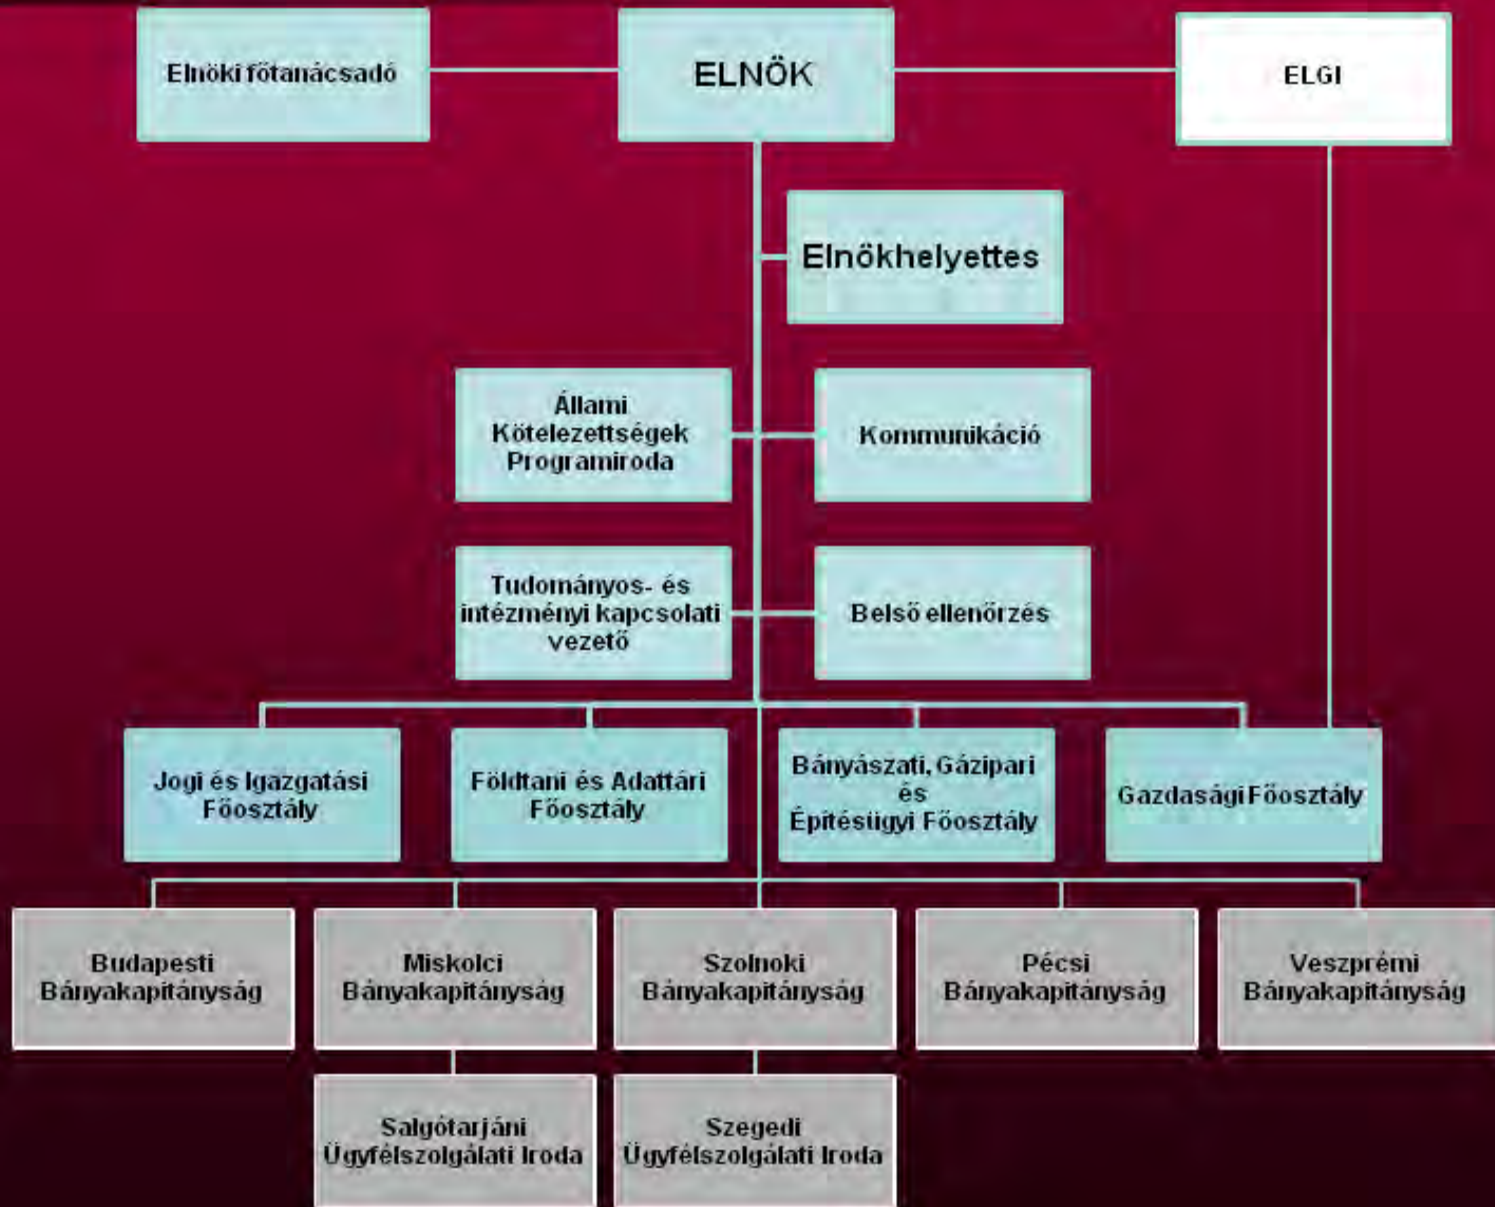 Elnöki főtanácsadó
ELNÖK
ELGI
Elnökhelyettes
Állami
Kötelezettségek
Programiroda
Kommunikáció
Tudományos- és
intézményi kapcsolati
vezető
Belső ellenőrzés
Jogi és Igazgatási
Főosztály
Földtani és Adattári
Főosztály
Bányászati, Gázipari
és
Építésügyi Főosztály
Gazdasági Főosztály
Budapesti
Bányakapitányság
Miskolci
Bányakapitányság
Szolnoki
Bányakapitányság
Pécsi
Bányakapitányság
Veszprémi
Bányakapitányság
Salgótarjáni
Ügyfélszolgálati Iroda
Szegedi
Ügyfélszolgálati Iroda